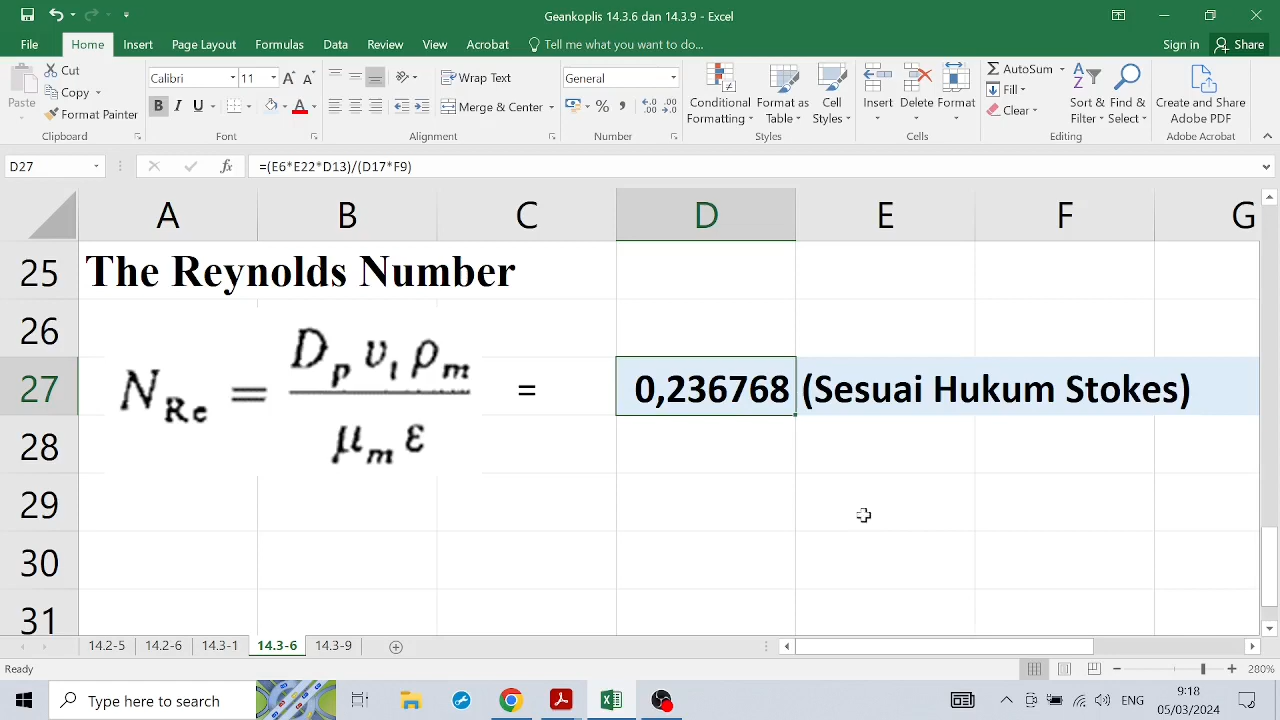 Geankoplis 14.3.6 dan 14.3.9 - Excel
File Home Insert Page Layout Formulas Data Review View Acrobat Tell me what you want to do... Sign in Share
Cut
Copy
Format Painter
Paste
Clipboard
Calibri 11
B I U
Font
Wrap Text
Merge & Center
Alignment
General
% ,
Number
Conditional Formatting
Format as Table
Cell Styles
Styles
Insert Delete Format
Cells
AutoSum
Fill
Clear
Sort & Filter
Find & Select
Editing
Create and Share Adobe PDF
Adobe Acrobat
D27 fx =(E6*E22*D13)/(D17*F9)
A B C D E F G
25 The Reynolds Number
26
27 N_Re = D_p v_l ρ_m / μ_m ε = 0,236768 (Sesuai Hukum Stokes)
28
29
30
31
14.2-5 14.2-6 14.3-1 14.3-6 14.3-9
Ready 280%
Type here to search ENG 9:18
05/03/2024